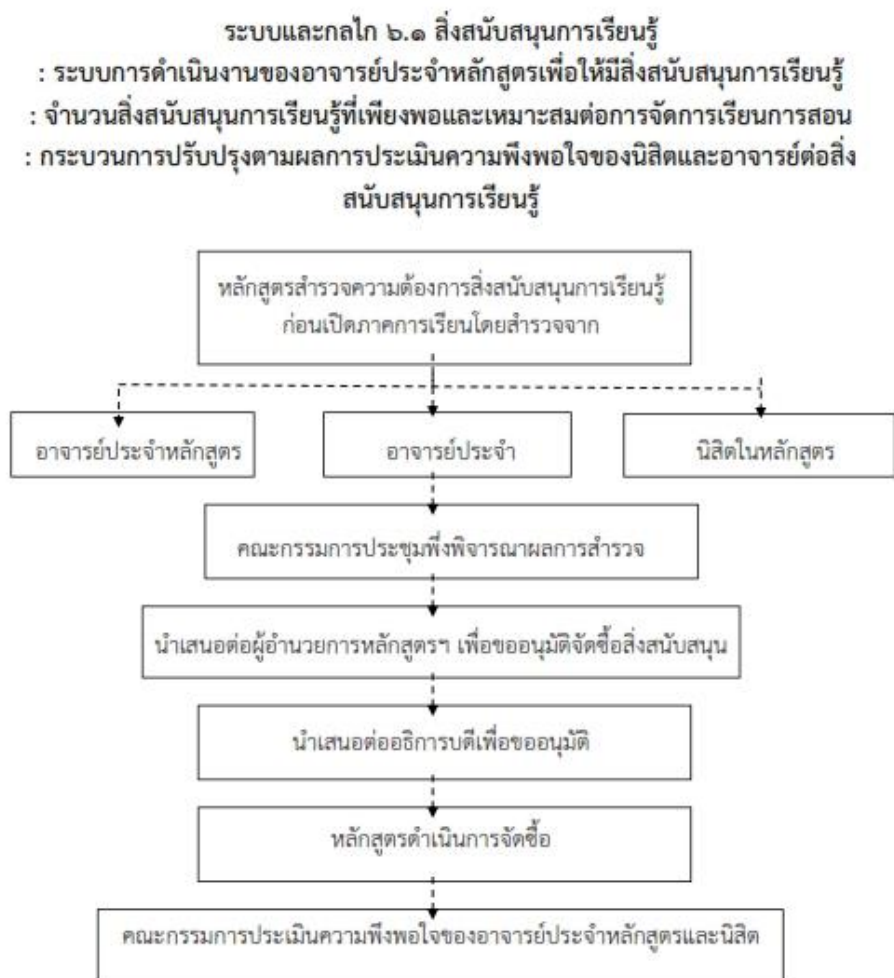 ระบบและกลไก ๖.๑ สิ่งสนับสนุนการเรียนรู้
: ระบบการดำเนินงานของอาจารย์ประจำหลักสูตรเพื่อให้มีสิ่งสนับสนุนการเรียนรู้
: จำนวนสิ่งสนับสนุนการเรียนรู้ที่เพียงพอและเหมาะสมต่อการจัดการเรียนการสอน
: กระบวนการปรับปรุงตามผลการประเมินความพึงพอใจของนิสิตและอาจารย์ต่อสิ่ง
สนับสนุนการเรียนรู้
หลักสูตรสำรวจความต้องการสิ่งสนับสนุนการเรียนรู้
ก่อนเปิดภาคการเรียนโดยสำรวจจาก
อาจารย์ประจำหลักสูตร
อาจารย์ประจำ
นิสิตในหลักสูตร
คณะกรรมการประชุมพึ่งพิจารณาผลการสำรวจ
นำเสนอต่อผู้อำนวยการหลักสูตรฯ เพื่อขออนุมัติจัดซื้อสิ่งสนับสนุน
นำเสนอต่ออธิการบดีเพื่อขออนุมัติ
หลักสูตรดำเนินการจัดซื้อ
คณะกรรมการประเมินความพึงพอใจของอาจารย์ประจำหลักสูตรและนิสิต